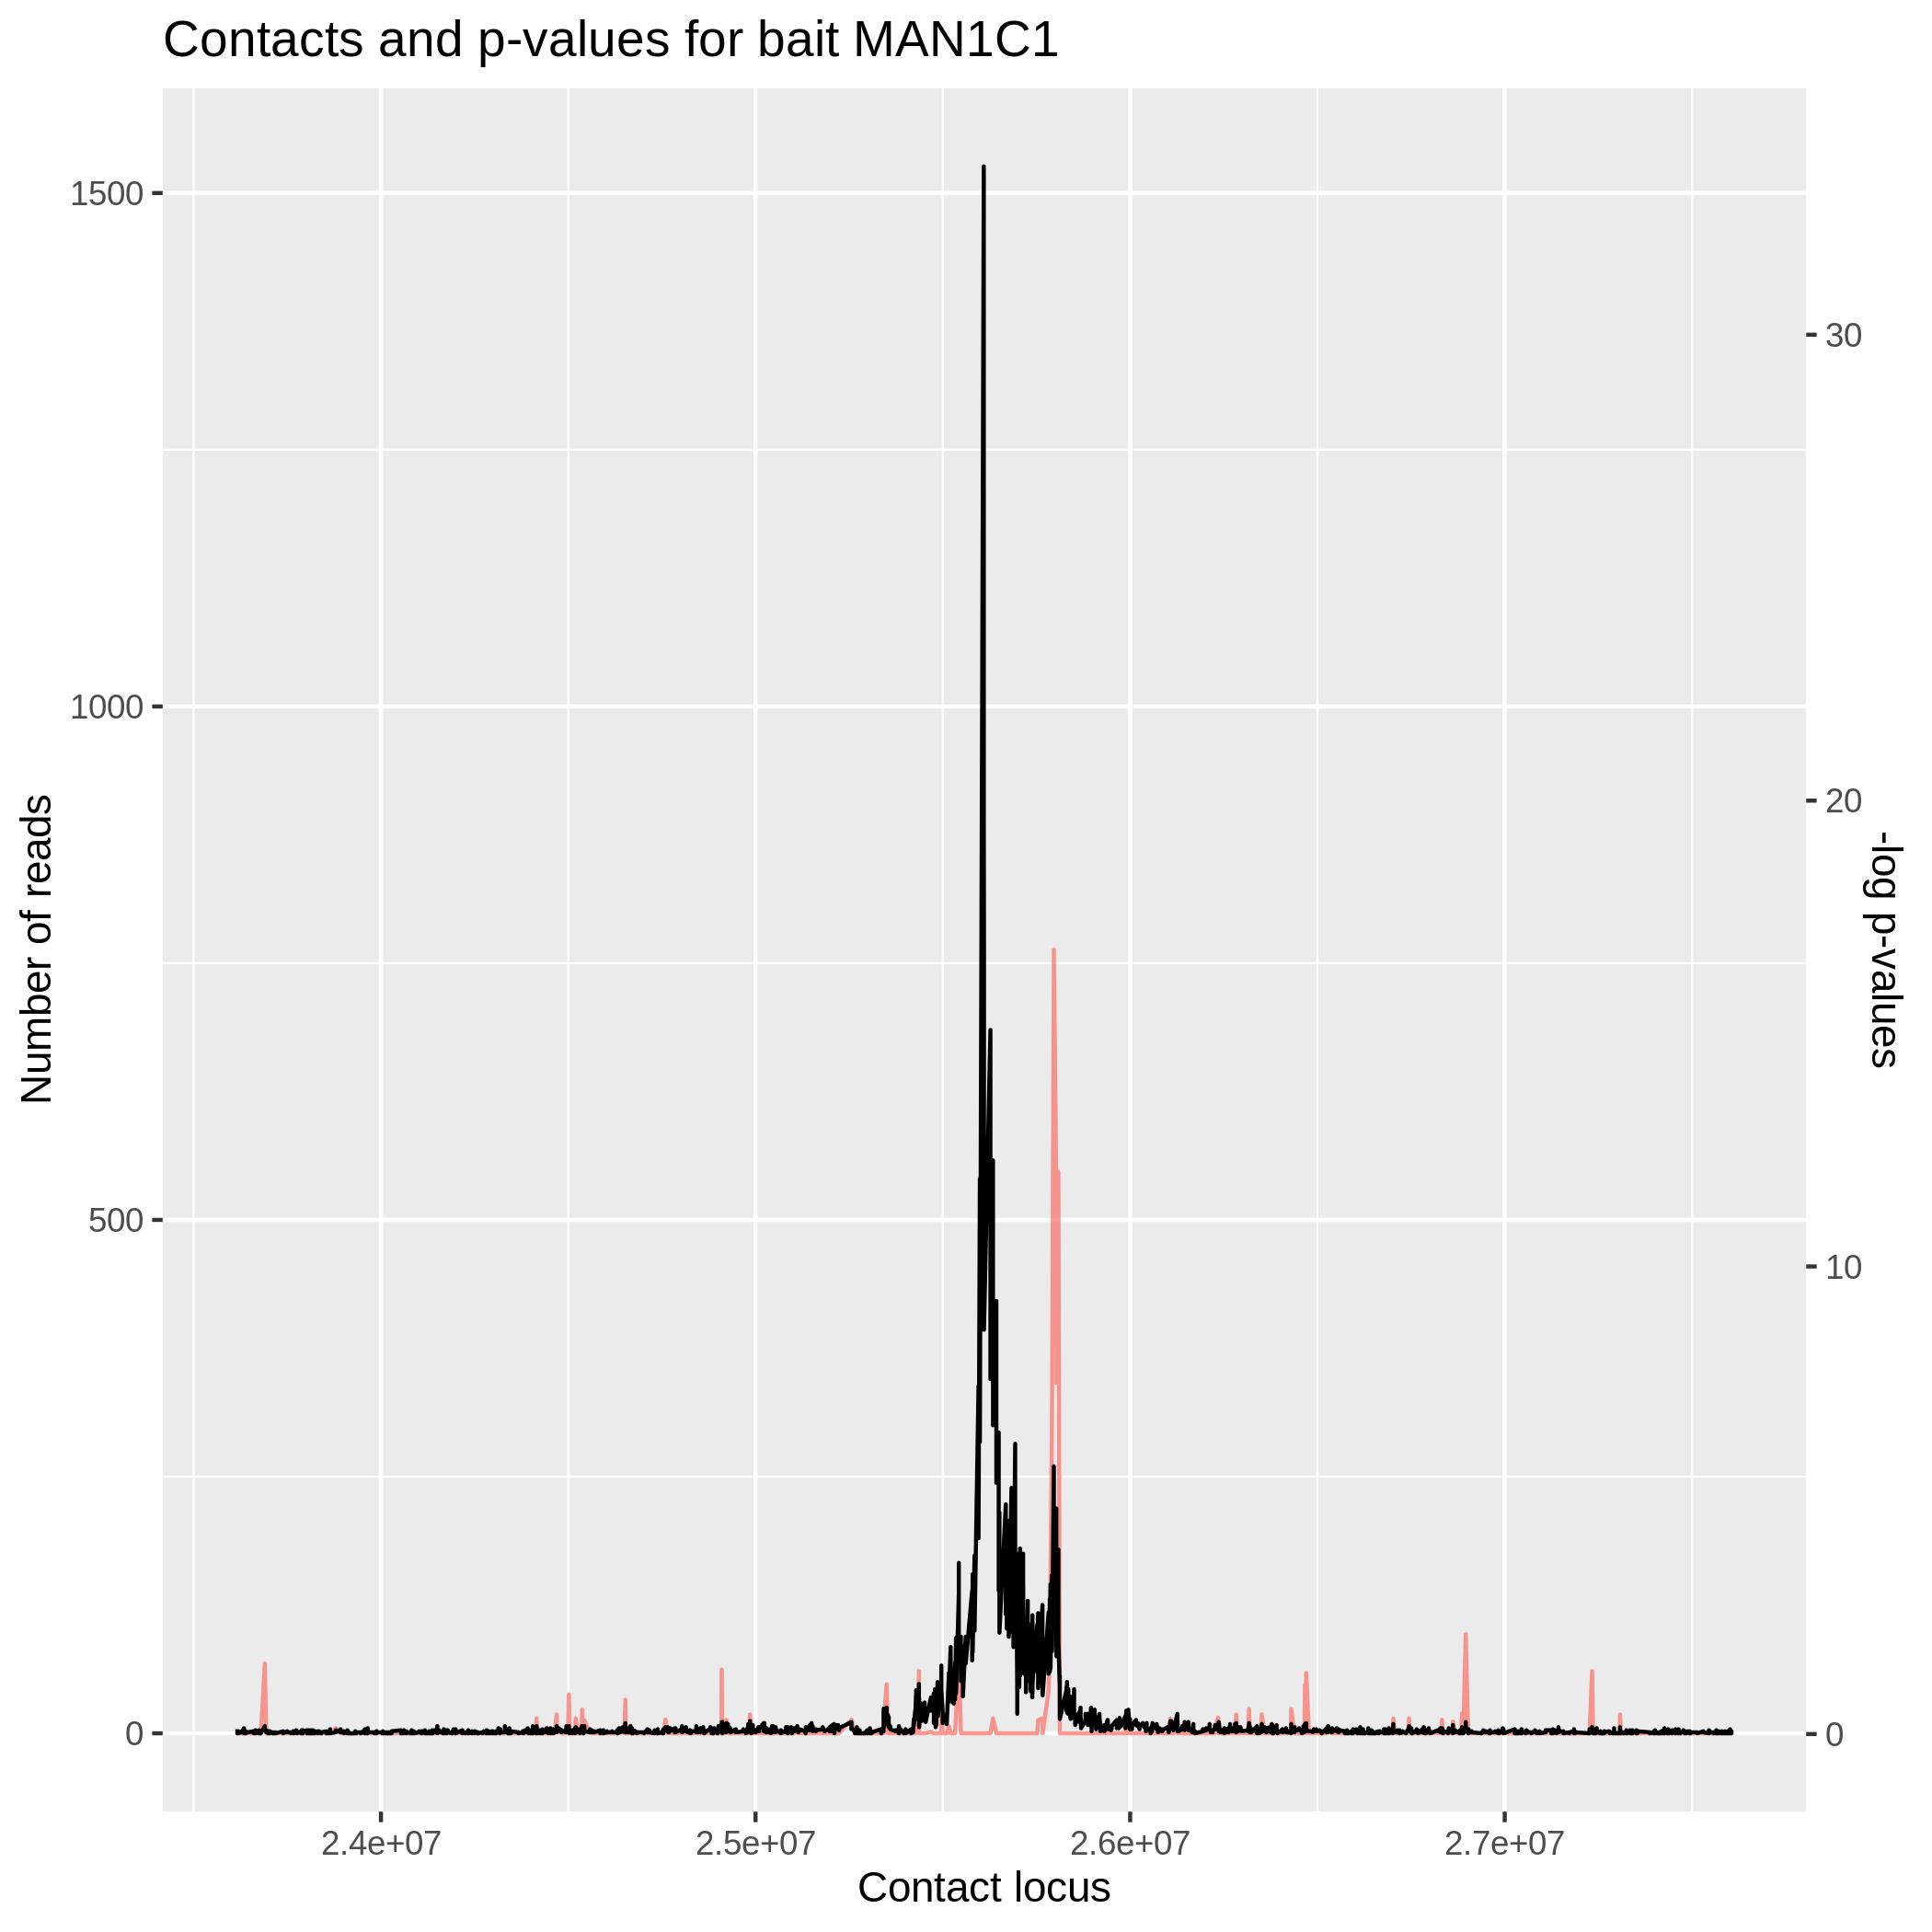 Contacts and p-values for bait MAN1C1
1500
1000
500
0
Number of reads
30
20
10
0
-log p-values
2.4e+07
2.5e+07
2.6e+07
2.7e+07
Contact locus